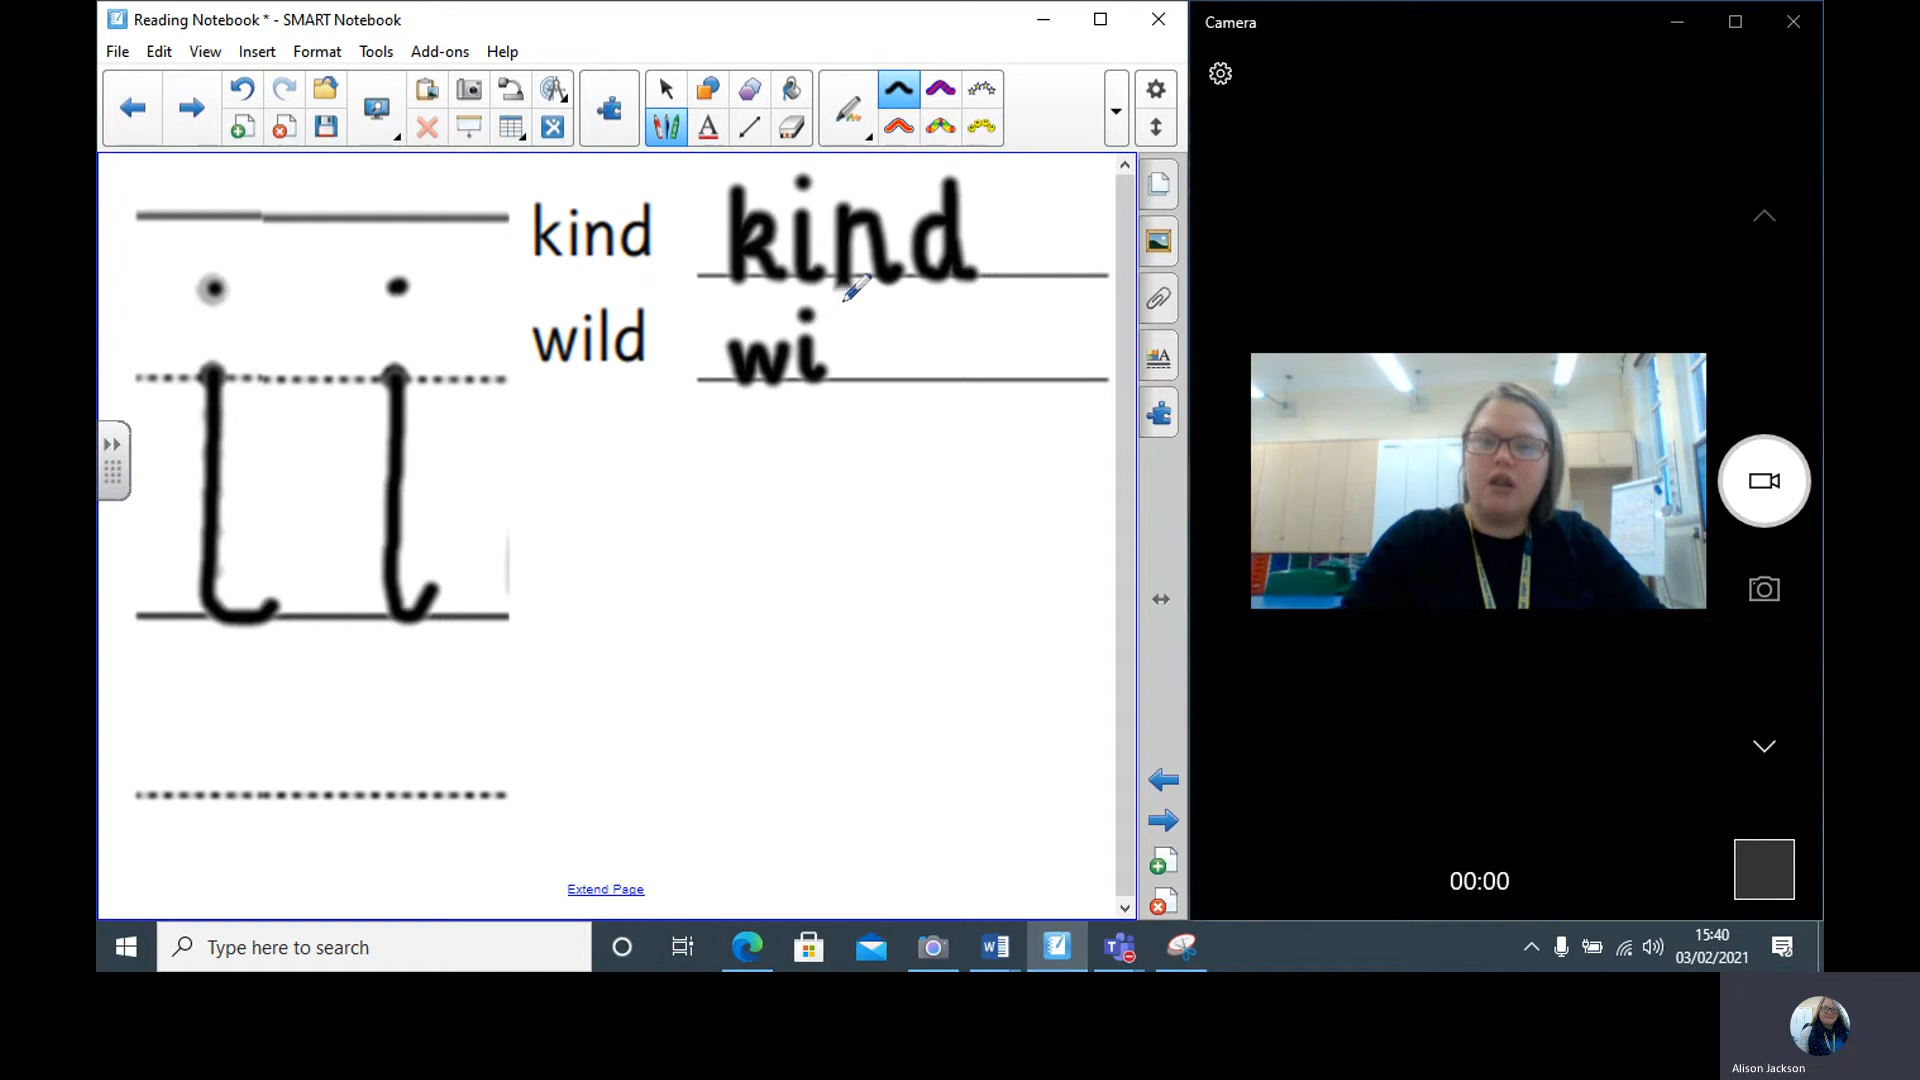 Reading Notebook * - SMART Notebook
Camera
File Edit View Insert Format Tools Add-ons Help
kind kind
wild wi
Extend Page
00:00
Type here to search
15:40
03/02/2021
Alison Jackson